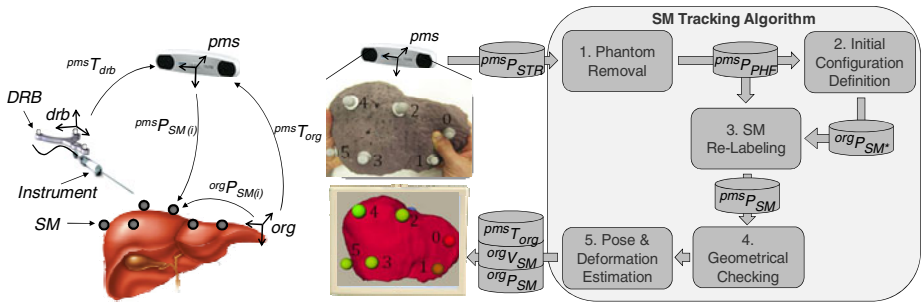 SM Tracking Algorithm
pms
pmsTdrb
DRB
drb
Instrument
pmsPSM(i)
pmsTorg
orgPSM(i)
SM
org
pms
4
2
0
5
3
1
4
2
0
5
3
1
pmsPSTR
1. Phantom
Removal
pmsPPHF
2. Initial
Configuration
Definition
3. SM
Re-Labeling
orgPSM*
pmsPSM
4.
Geometrical
Checking
5. Pose &
Deformation
Estimation
pmsTorg
orgVSM
orgPSM